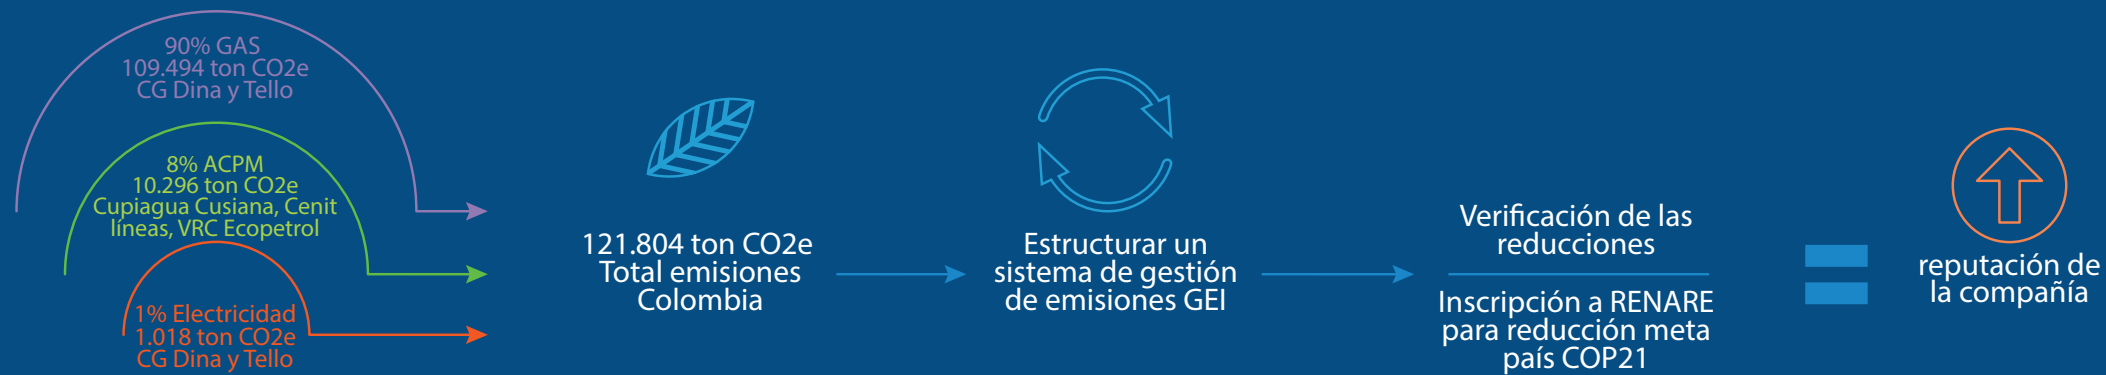 90% GAS
109.494 ton CO2e
CG Dina y Tello
8% ACPM
10.296 ton CO2e
Cupiagua Cusiana, Cenit
líneas, VRC Ecopetrol
1% Electricidad
1.018 ton CO2e
CG Dina y Tello
121.804 ton CO2e
Total emisiones
Colombia
Estructurar un
sistema de gestión
de emisiones GEI
Verificación de las
reducciones
Inscripción a RENARE
para reducción meta
país COP21
reputación de
la compañía